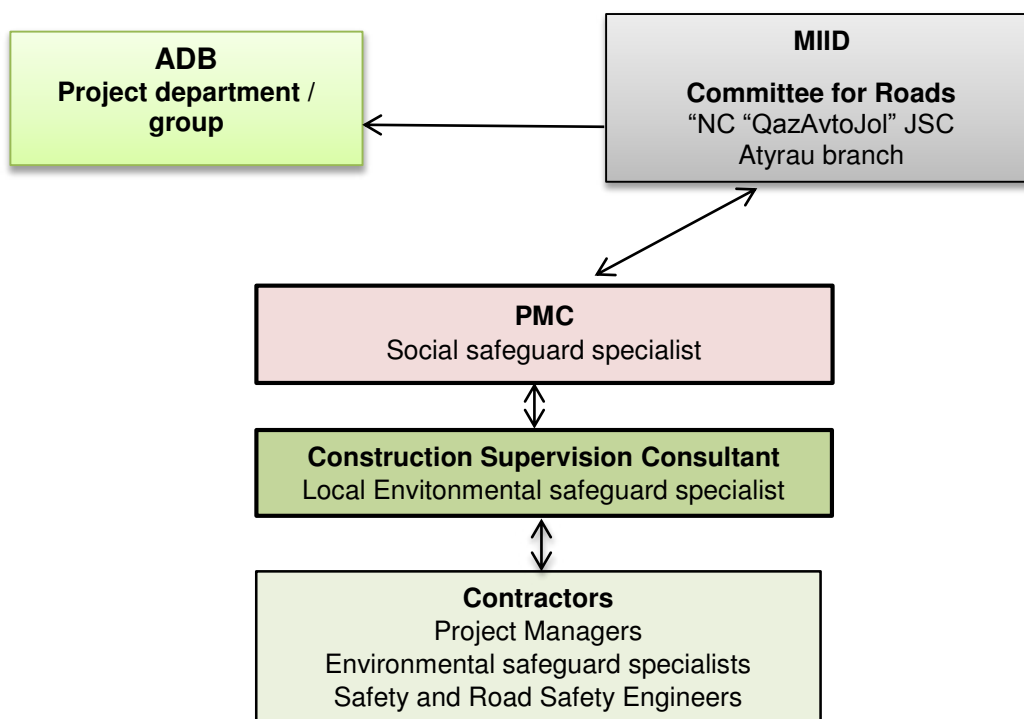 ADB
Project department /
group
MIID
Committee for Roads
“NC “QazAvtoJol” JSC
Atyrau branch
PMC
Social safeguard specialist
Construction Supervision Consultant
Local Envitonmental safeguard specialist
Contractors
Project Managers
Environmental safeguard specialists
Safety and Road Safety Engineers